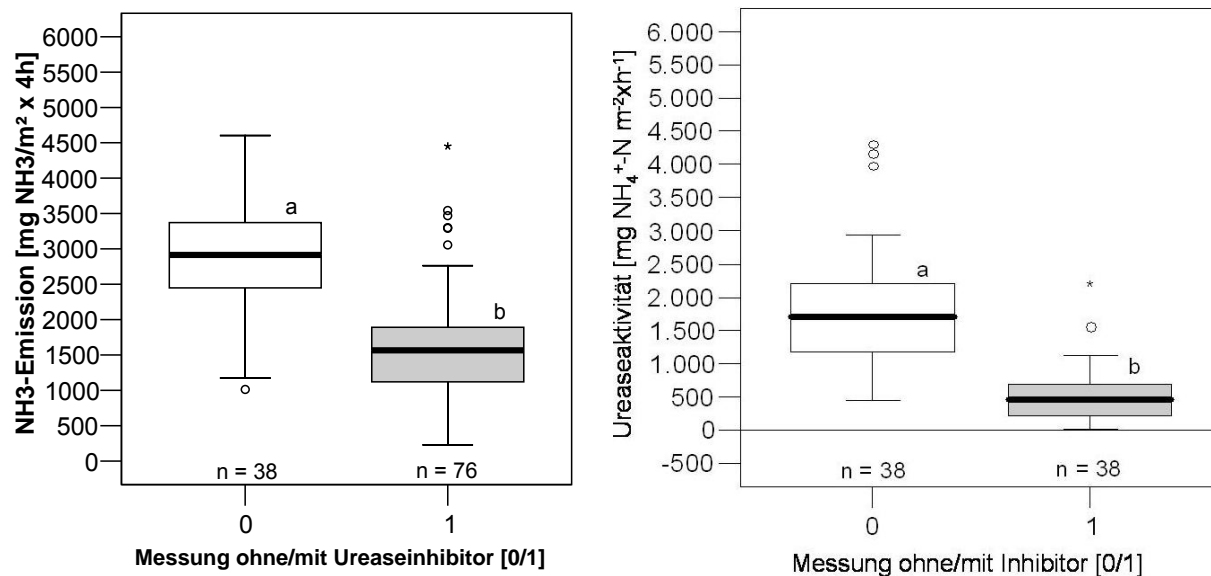 NH3-Emission [mg NH3/m² x 4h]
6000
5500
5000
4500
4000
3500
3000
2500
2000
1500
1000
500
0
a
b
n = 38
n = 76
0
1
Messung ohne/mit Ureaseinhibitor [0/1]
Ureaseaktivität [mg NH₄⁺-N m⁻²xh⁻¹]
6.000
5.500
5.000
4.500
4.000
3.500
3.000
2.500
2.000
1.500
1.000
500
0
-500
a
b
n = 38
n = 38
0
1
Messung ohne/mit Inhibitor [0/1]